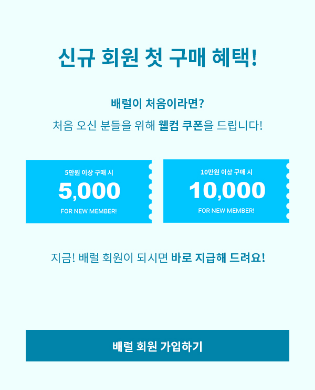 신규 회원 첫 구매 혜택!
배럴이 처음이라면?
처음 오신 분들을 위해 웰컴 쿠폰을 드립니다!
5만원 이상 구매 시
5,000
FOR NEW MEMBER!
10만원 이상 구매 시
10,000
FOR NEW MEMBER!
지금! 배럴 회원이 되시면 바로 지급해 드려요!
배럴 회원 가입하기